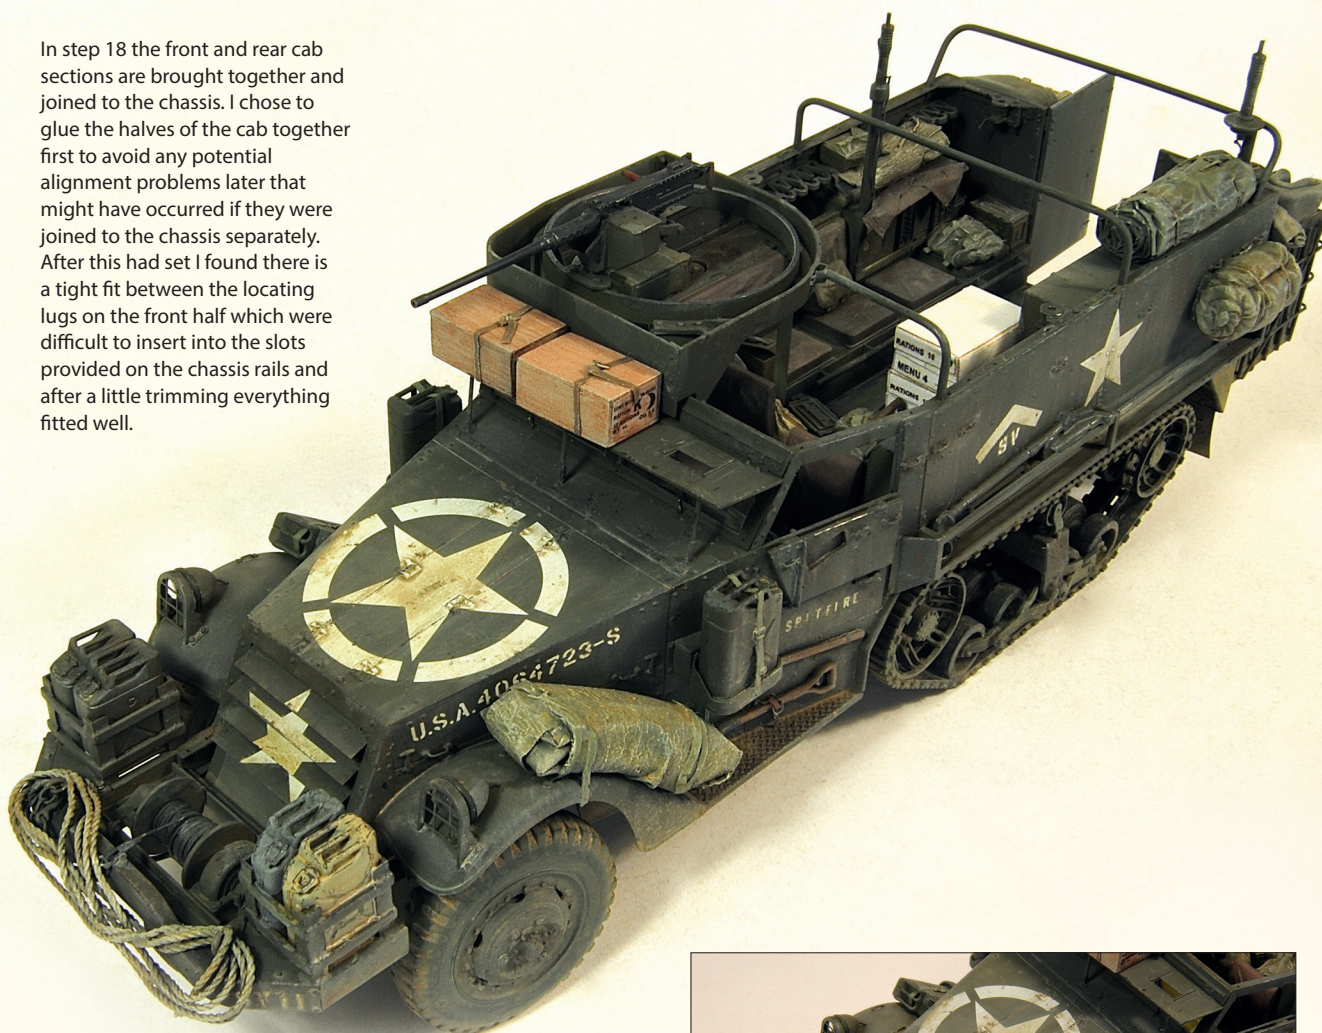 In step 18 the front and rear cab
sections are brought together and
joined to the chassis. I chose to
glue the halves of the cab together
first to avoid any potential
alignment problems later that
might have occurred if they were
joined to the chassis separately.
After this had set I found there is
a tight fit between the locating
lugs on the front half which were
difficult to insert into the slots
provided on the chassis rails and
after a little trimming everything
fitted well.
RATIONS 10
MENU 4
RATIONS
SV
SPITFIRE
U.S.A. 4064723-S